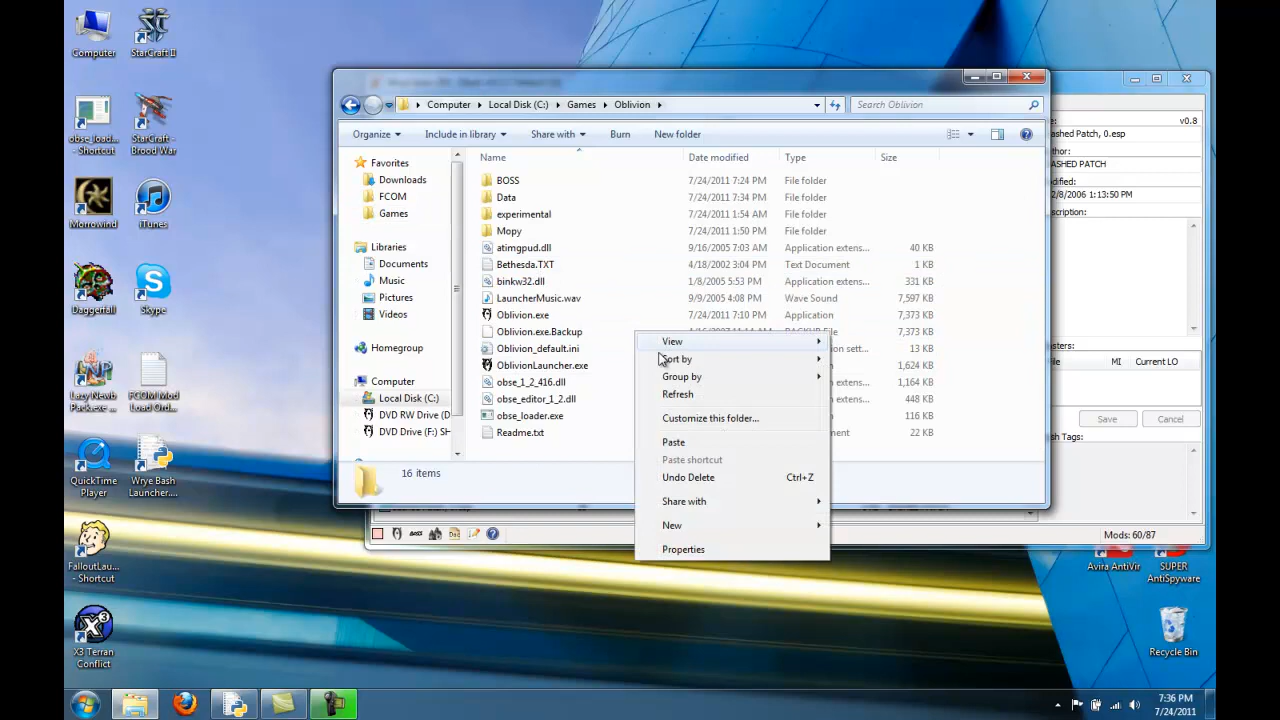 Computer
StarCraft II
obse_load... - Shortcut
StarCraft - Brood War
Morrowind
iTunes
Daggerfall
Skype
Lazy Newb Pack.exe ...
FCOM Mod Load Ord...
QuickTime Player
Wrye Bash Launcher....
FalloutLau... - Shortcut
X3 Terran Conflict
Computer Local Disk (C:) Games Oblivion
Search Oblivion
Organize Include in library Share with Burn New folder
Favorites
Downloads
FCOM
Games
Libraries
Documents
Music
Pictures
Videos
Homegroup
Computer
Local Disk (C:)
DVD RW Drive (D
DVD Drive (F:) SH
Name Date modified Type Size
BOSS 7/24/2011 7:24 PM File folder
Data 7/24/2011 7:34 PM File folder
experimental 7/24/2011 1:54 AM File folder
Mopy 7/24/2011 1:50 PM File folder
atimgpud.dll 9/16/2005 7:03 AM Application extens... 40 KB
Bethesda.TXT 4/18/2002 3:04 PM Text Document 1 KB
binkw32.dll 1/8/2005 5:53 PM Application extens... 331 KB
LauncherMusic.wav 9/9/2005 4:08 PM Wave Sound 7,597 KB
Oblivion.exe 7/24/2011 7:10 PM Application 7,373 KB
Oblivion.exe.Backup 7,373 KB
Oblivion_default.ini 13 KB
OblivionLauncher.exe 1,624 KB
obse_1_2_416.dll 1,164 KB
obse_editor_1_2.dll 448 KB
obse_loader.exe 116 KB
Readme.txt 22 KB
16 items
View
Sort by
Group by
Refresh
Customize this folder...
Paste
Paste shortcut
Undo Delete Ctrl+Z
Share with
New
Properties
v0.8
ashed Patch, 0.esp
ASHED PATCH
2/8/2006 1:13:50 PM
MI Current LO
Save Cancel
Mods: 60/87
Avira AntiVir
SUPER AntiSpyware
Recycle Bin
7:36 PM
7/24/2011